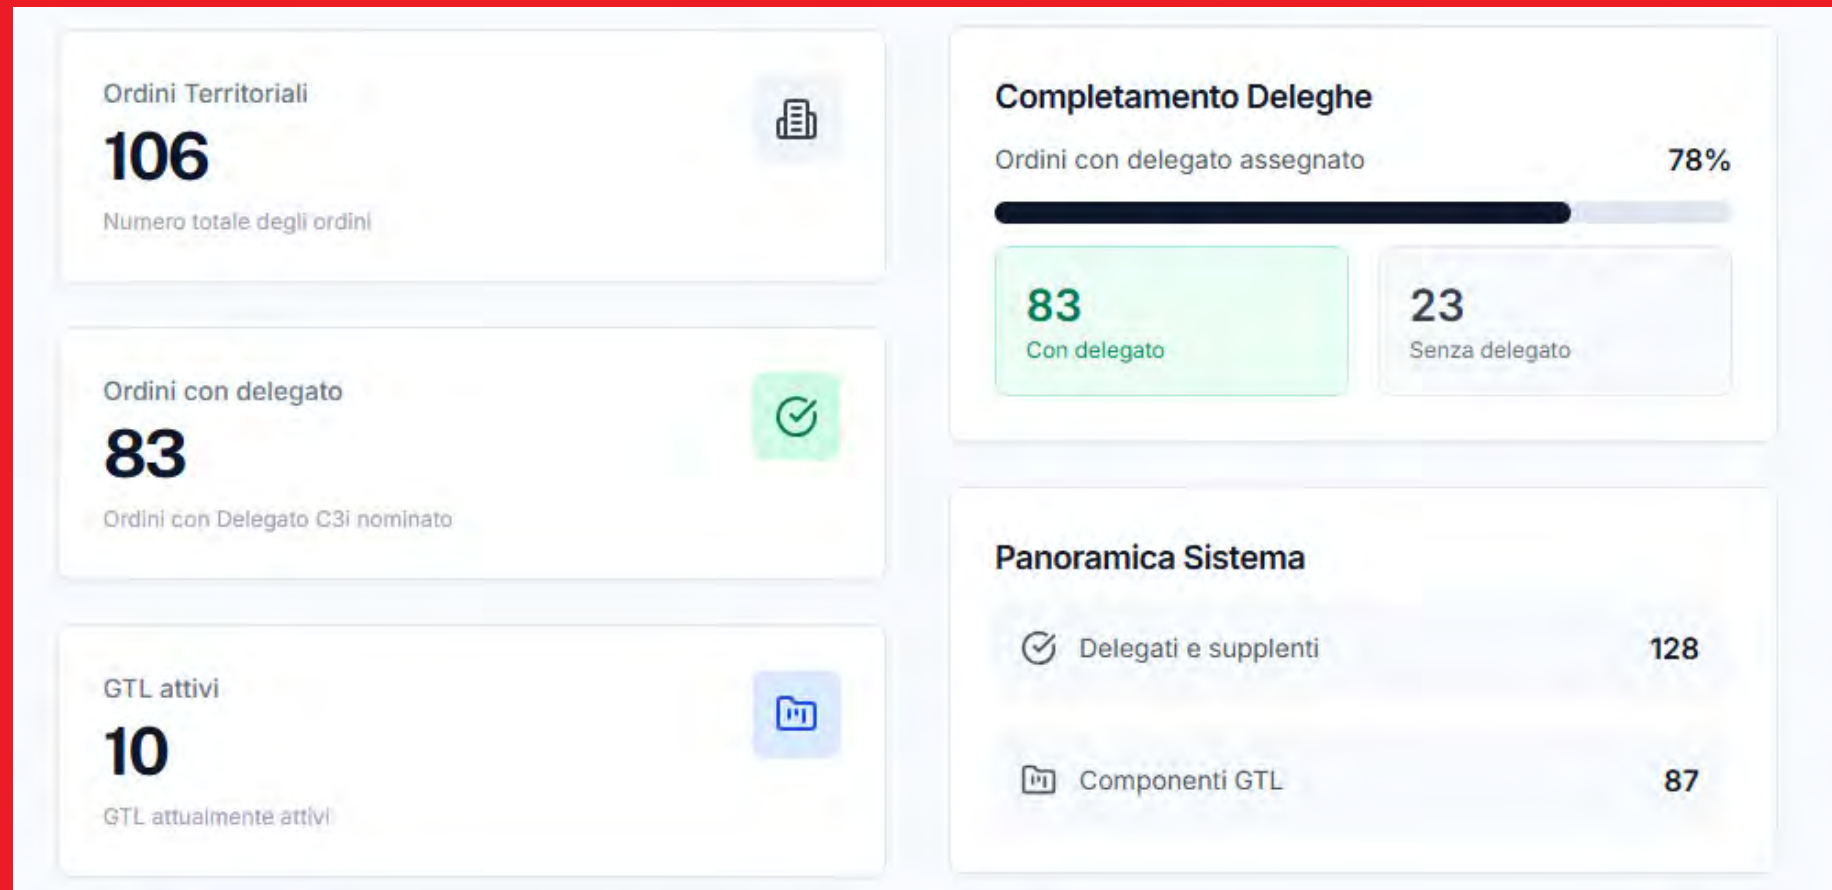 Ordini Territoriali
106
Numero totale degli ordini
Ordini con delegato
83
Ordini con Delegato C3i nominato
GTL attivi
10
GTL attualmente attivi
Completamento Deleghe
Ordini con delegato assegnato 78%
83
Con delegato
23
Senza delegato
Panoramica Sistema
Delegati e supplenti 128
Componenti GTL 87